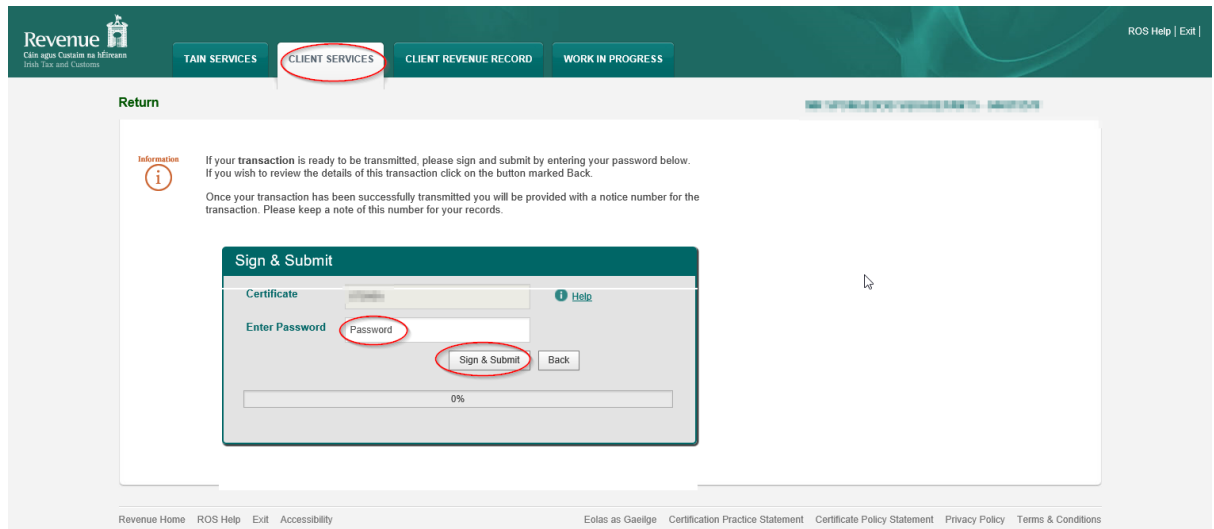 Revenue
Cáin agus Custaim na hÉireann
Irish Tax and Customs
TAIN SERVICES
CLIENT SERVICES
CLIENT REVENUE RECORD
WORK IN PROGRESS
ROS Help | Exit |
Return
Information
i
If your transaction is ready to be transmitted, please sign and submit by entering your password below.
If you wish to review the details of this transaction click on the button marked Back.
Once your transaction has been successfully transmitted you will be provided with a notice number for the
transaction. Please keep a note of this number for your records.
Sign & Submit
Certificate
i Help
Enter Password
Password
Sign & Submit
Back
0%
Revenue Home ROS Help Exit Accessibility
Eolas as Gaeilge Certification Practice Statement Certificate Policy Statement Privacy Policy Terms & Conditions